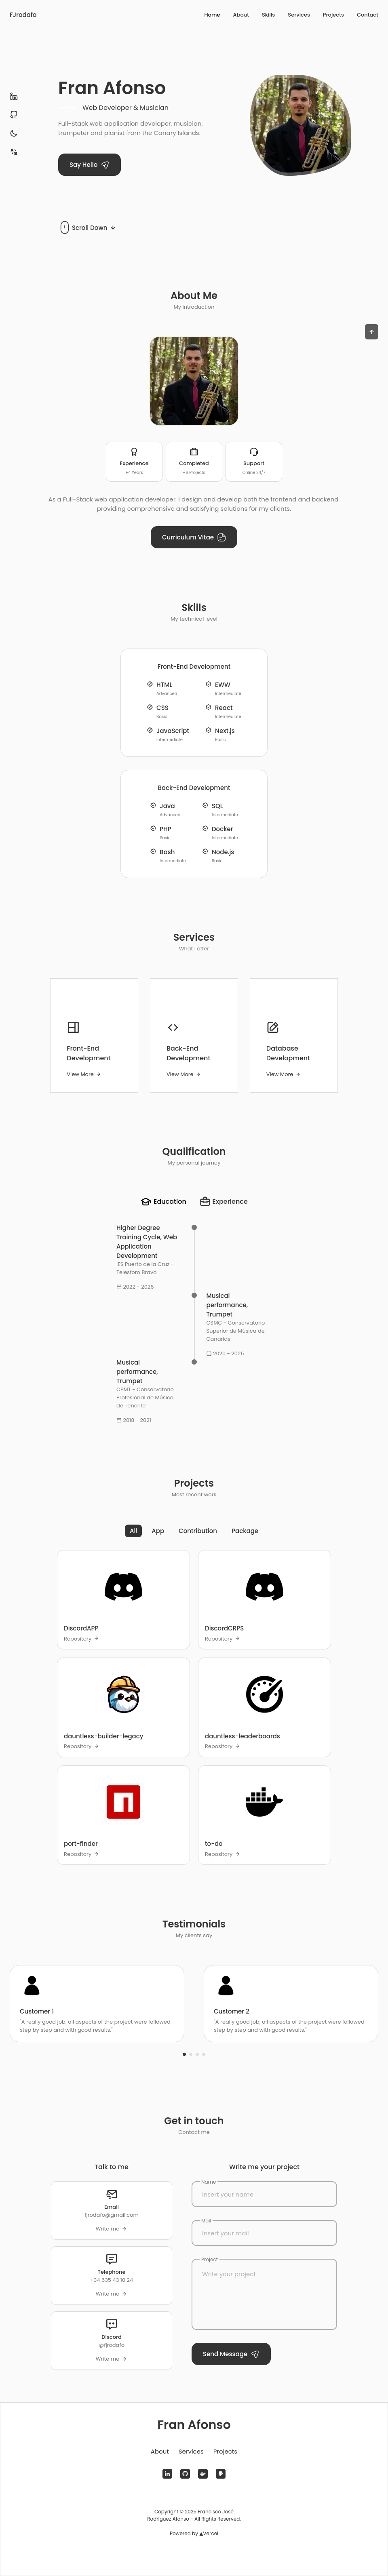 FJrodafo
Home
About
Skills
Services
Projects
Contact
Fran Afonso
Web Developer & Musician
Full-Stack web application developer, musician,
trumpeter and pianist from the Canary Islands.
Say Hello
Scroll Down
About Me
My introduction
Experience
+4 Years
Completed
+6 Projects
Support
Online 24/7
As a Full-Stack web application developer, I design and develop both the frontend and backend,
providing comprehensive and satisfying solutions for my clients.
Curriculum Vitae
Skills
My technical level
Front-End Development
HTML
Advanced
EWW
Intermediate
CSS
Basic
React
Intermediate
JavaScript
Intermediate
Next.js
Basic
Back-End Development
Java
Advanced
SQL
Intermediate
PHP
Basic
Docker
Intermediate
Bash
Intermediate
Node.js
Basic
Services
What I offer
Front-End
Development
View More
Back-End
Development
View More
Database
Development
View More
Qualification
My personal journey
Education
Experience
Higher Degree
Training Cycle, Web
Application
Development
IES Puerto de la Cruz -
Telesforo Bravo
2022 - 2026
Musical
performance,
Trumpet
CSMC - Conservatorio
Superior de Música de
Canarias
2020 - 2025
Musical
performance,
Trumpet
CPMT - Conservatorio
Profesional de Música
de Tenerife
2018 - 2021
Projects
Most recent work
All
App
Contribution
Package
DiscordAPP
Repository
DiscordCRPS
Repository
dauntless-builder-legacy
Repository
dauntless-leaderboards
Repository
port-finder
Repository
to-do
Repository
Testimonials
My clients say
Customer 1
"A really good job, all aspects of the project were followed
step by step and with good results."
Customer 2
"A really good job, all aspects of the project were followed
step by step and with good results."
Get in touch
Contact me
Talk to me
Email
fjrodafo@gmail.com
Write me
Telephone
+34 635 43 10 24
Write me
Discord
@fjrodafo
Write me
Write me your project
Name
Insert your name
Mail
Insert your mail
Project
Write your project
Send Message
Fran Afonso
About
Services
Projects
Copyright © 2025 Francisco José
Rodríguez Afonso - All Rights Reserved.
Powered by ▲Vercel